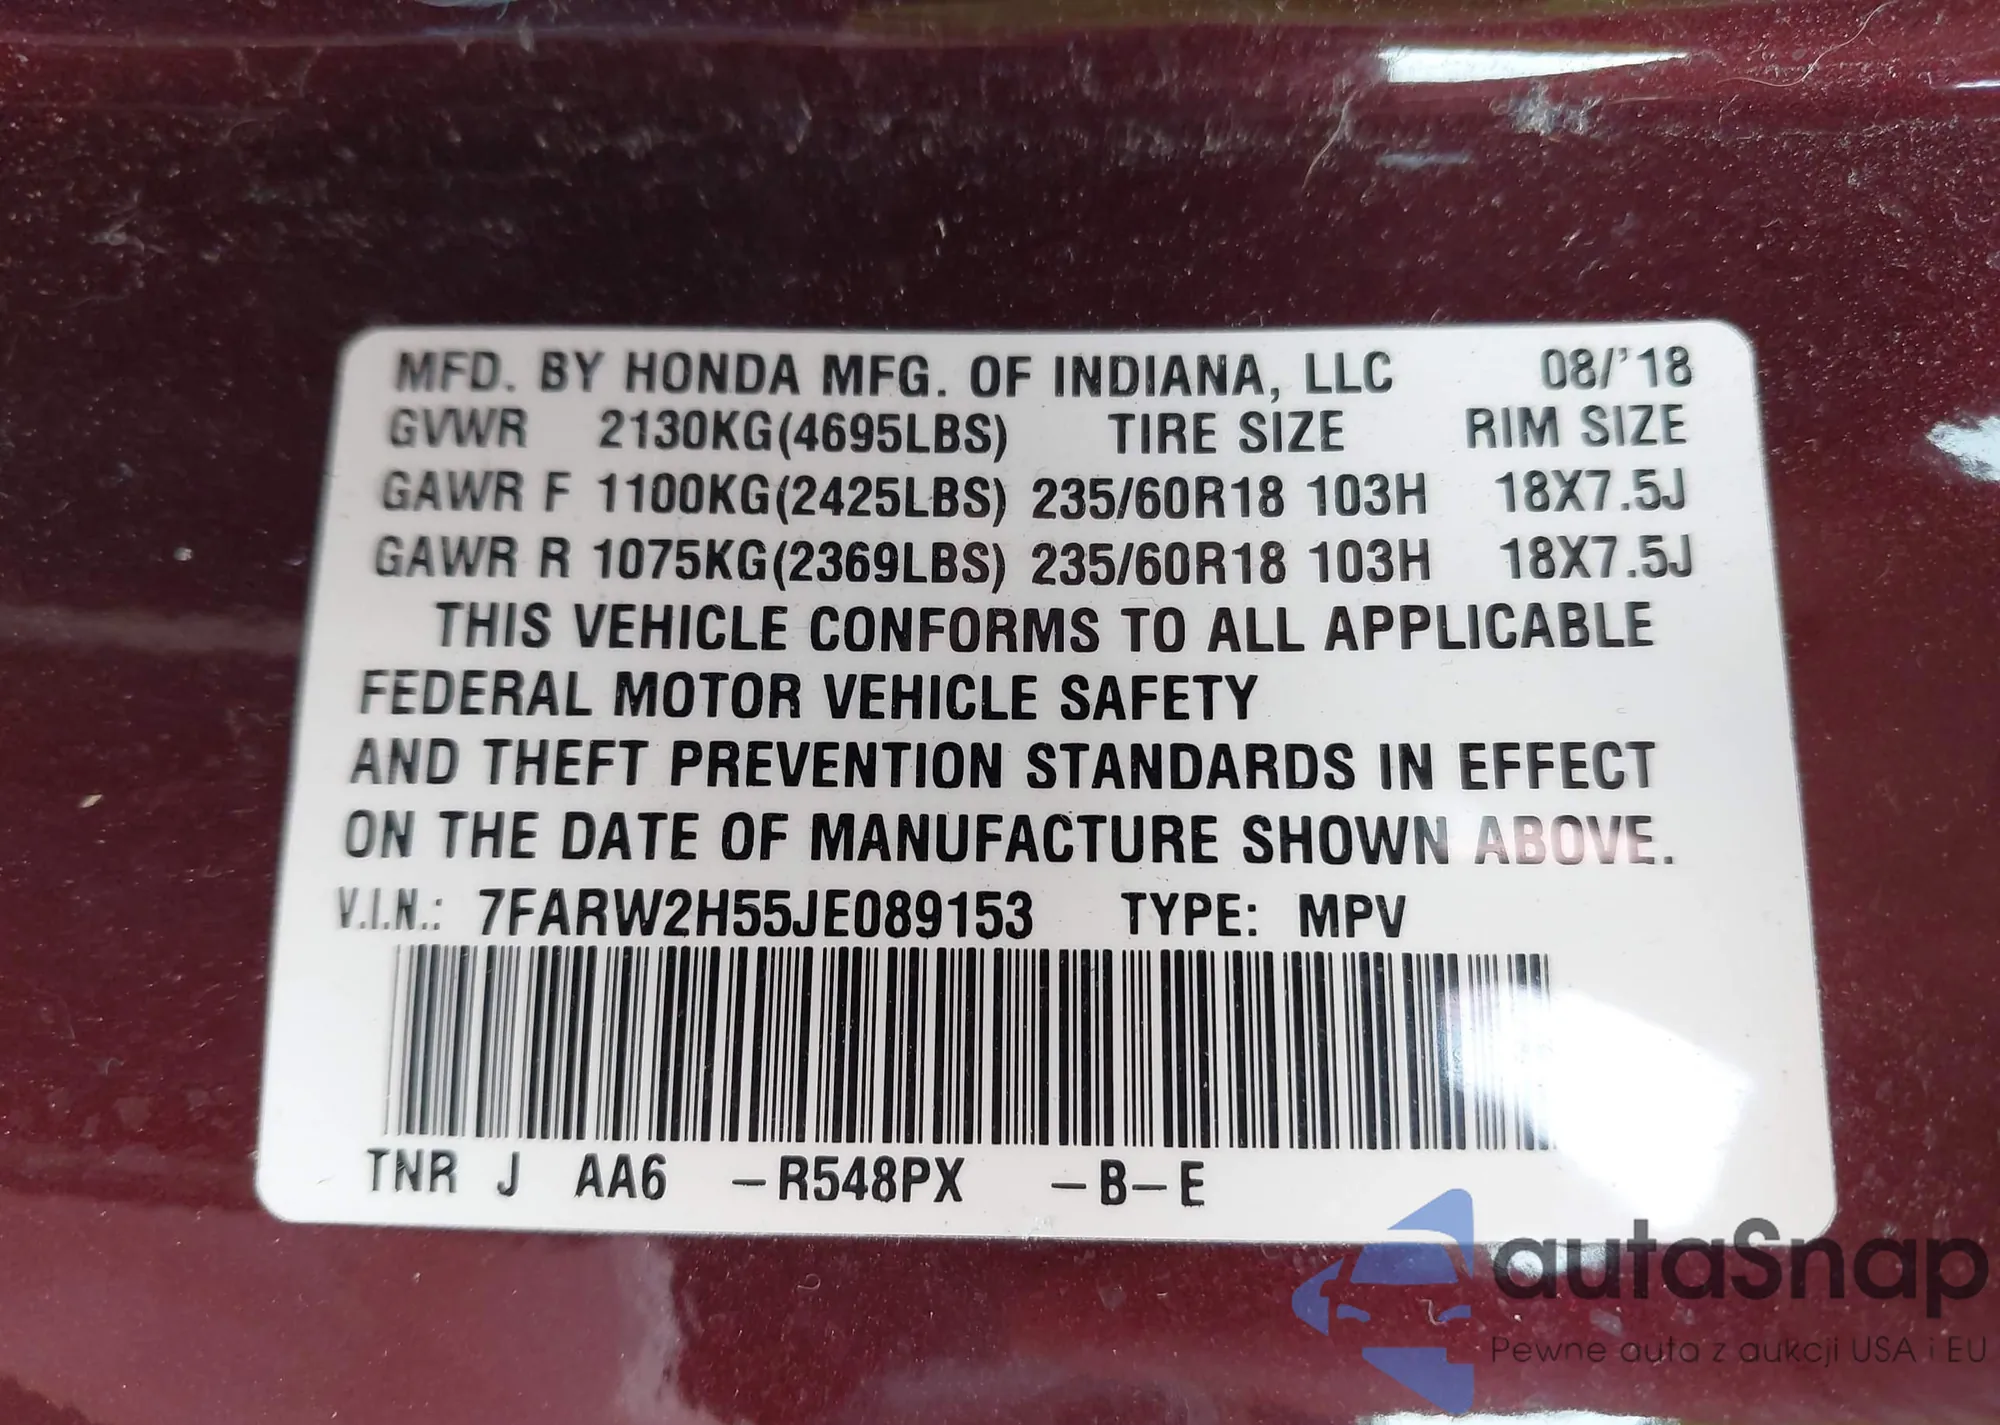 MFD. BY HONDA MFG. OF INDIANA, LLC 08/'18
GVWR 2130KG(4695LBS) TIRE SIZE RIM SIZE
GAWR F 1100KG(2425LBS) 235/60R18 103H 18X7.5J
GAWR R 1075KG(2369LBS) 235/60R18 103H 18X7.5J
THIS VEHICLE CONFORMS TO ALL APPLICABLE
FEDERAL MOTOR VEHICLE SAFETY
AND THEFT PREVENTION STANDARDS IN EFFECT
ON THE DATE OF MANUFACTURE SHOWN ABOVE.
V.I.N.: 7FARW2H55JE089153 TYPE: MPV
TNR J AA6 -R548PX -B-E
autaSnap
Pewne auta z aukcji USA i EU